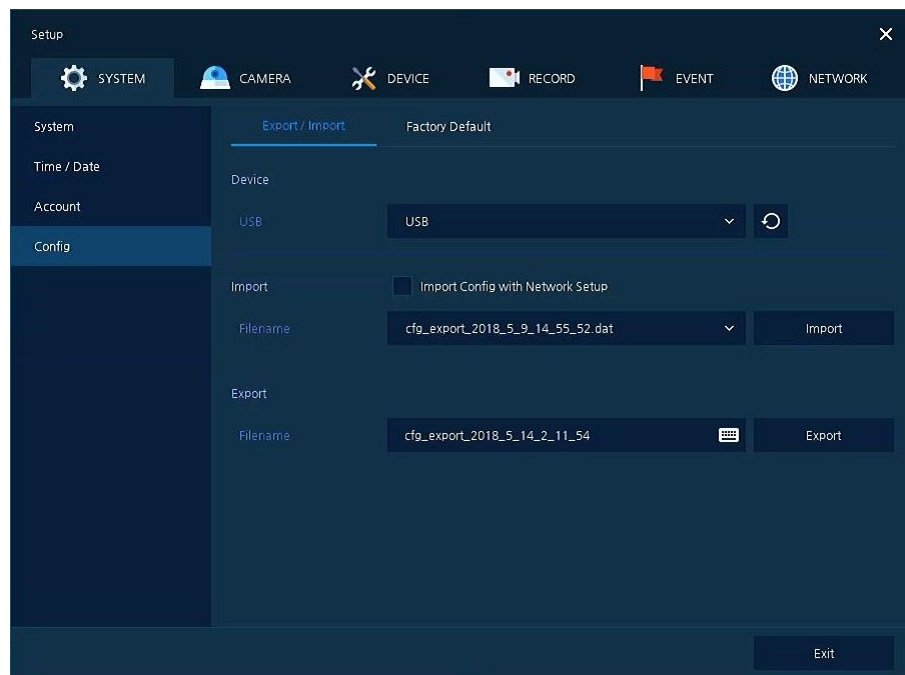 Setup
SYSTEM CAMERA DEVICE RECORD EVENT NETWORK
System
Time / Date
Account
Config
Export / Import Factory Default
Device
USB USB
Import Import Config with Network Setup
Filename cfg_export_2018_5_9_14_55_52.dat Import
Export
Filename cfg_export_2018_5_14_2_11_54 Export
Exit